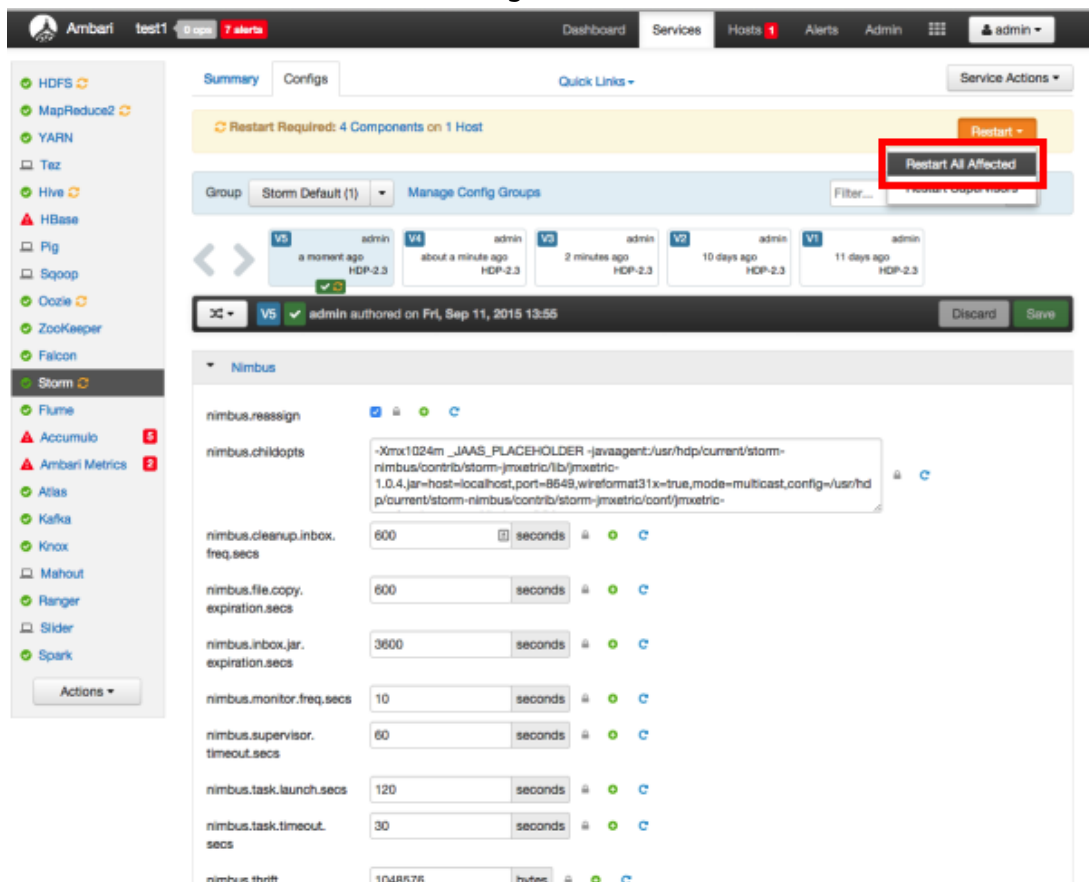 Ambari test1 0 ops 7 alerts Dashboard Services Hosts 1 Alerts Admin admin
HDFS
MapReduce2
YARN
Tez
Hive
HBase
Pig
Sqoop
Oozie
ZooKeeper
Falcon
Storm
Flume
Accumulo 5
Ambari Metrics 2
Atlas
Kafka
Knox
Mahout
Ranger
Slider
Spark
Actions
Summary Configs Quick Links Service Actions
Restart Required: 4 Components on 1 Host Restart
Restart All Affected
Restart Supervisors
Group Storm Default (1) Manage Config Groups Filter...
V5 admin
a moment ago
HDP-2.3
V4 admin
about a minute ago
HDP-2.3
V3 admin
2 minutes ago
HDP-2.3
V2 admin
10 days ago
HDP-2.3
V1 admin
11 days ago
HDP-2.3
V5 admin authored on Fri, Sep 11, 2015 13:55 Discard Save
Nimbus
nimbus.reassign
nimbus.childopts
-Xmx1024m _JAAS_PLACEHOLDER -javaagent:/usr/hdp/current/storm-
nimbus/contrib/storm-jmxetric/lib/jmxetric-
1.0.4.jar=host=localhost,port=8649,wireformat31x=true,mode=multicast,config=/usr/hd
p/current/storm-nimbus/contrib/storm-jmxetric/conf/jmxetric-
nimbus.cleanup.inbox. 600 seconds
freq.secs
nimbus.file.copy. 600 seconds
expiration.secs
nimbus.inbox.jar. 3600 seconds
expiration.secs
nimbus.monitor.freq.secs 10 seconds
nimbus.supervisor. 60 seconds
timeout.secs
nimbus.task.launch.secs 120 seconds
nimbus.task.timeout. 30 seconds
secs
nimbus.thrift 1048576 bytes